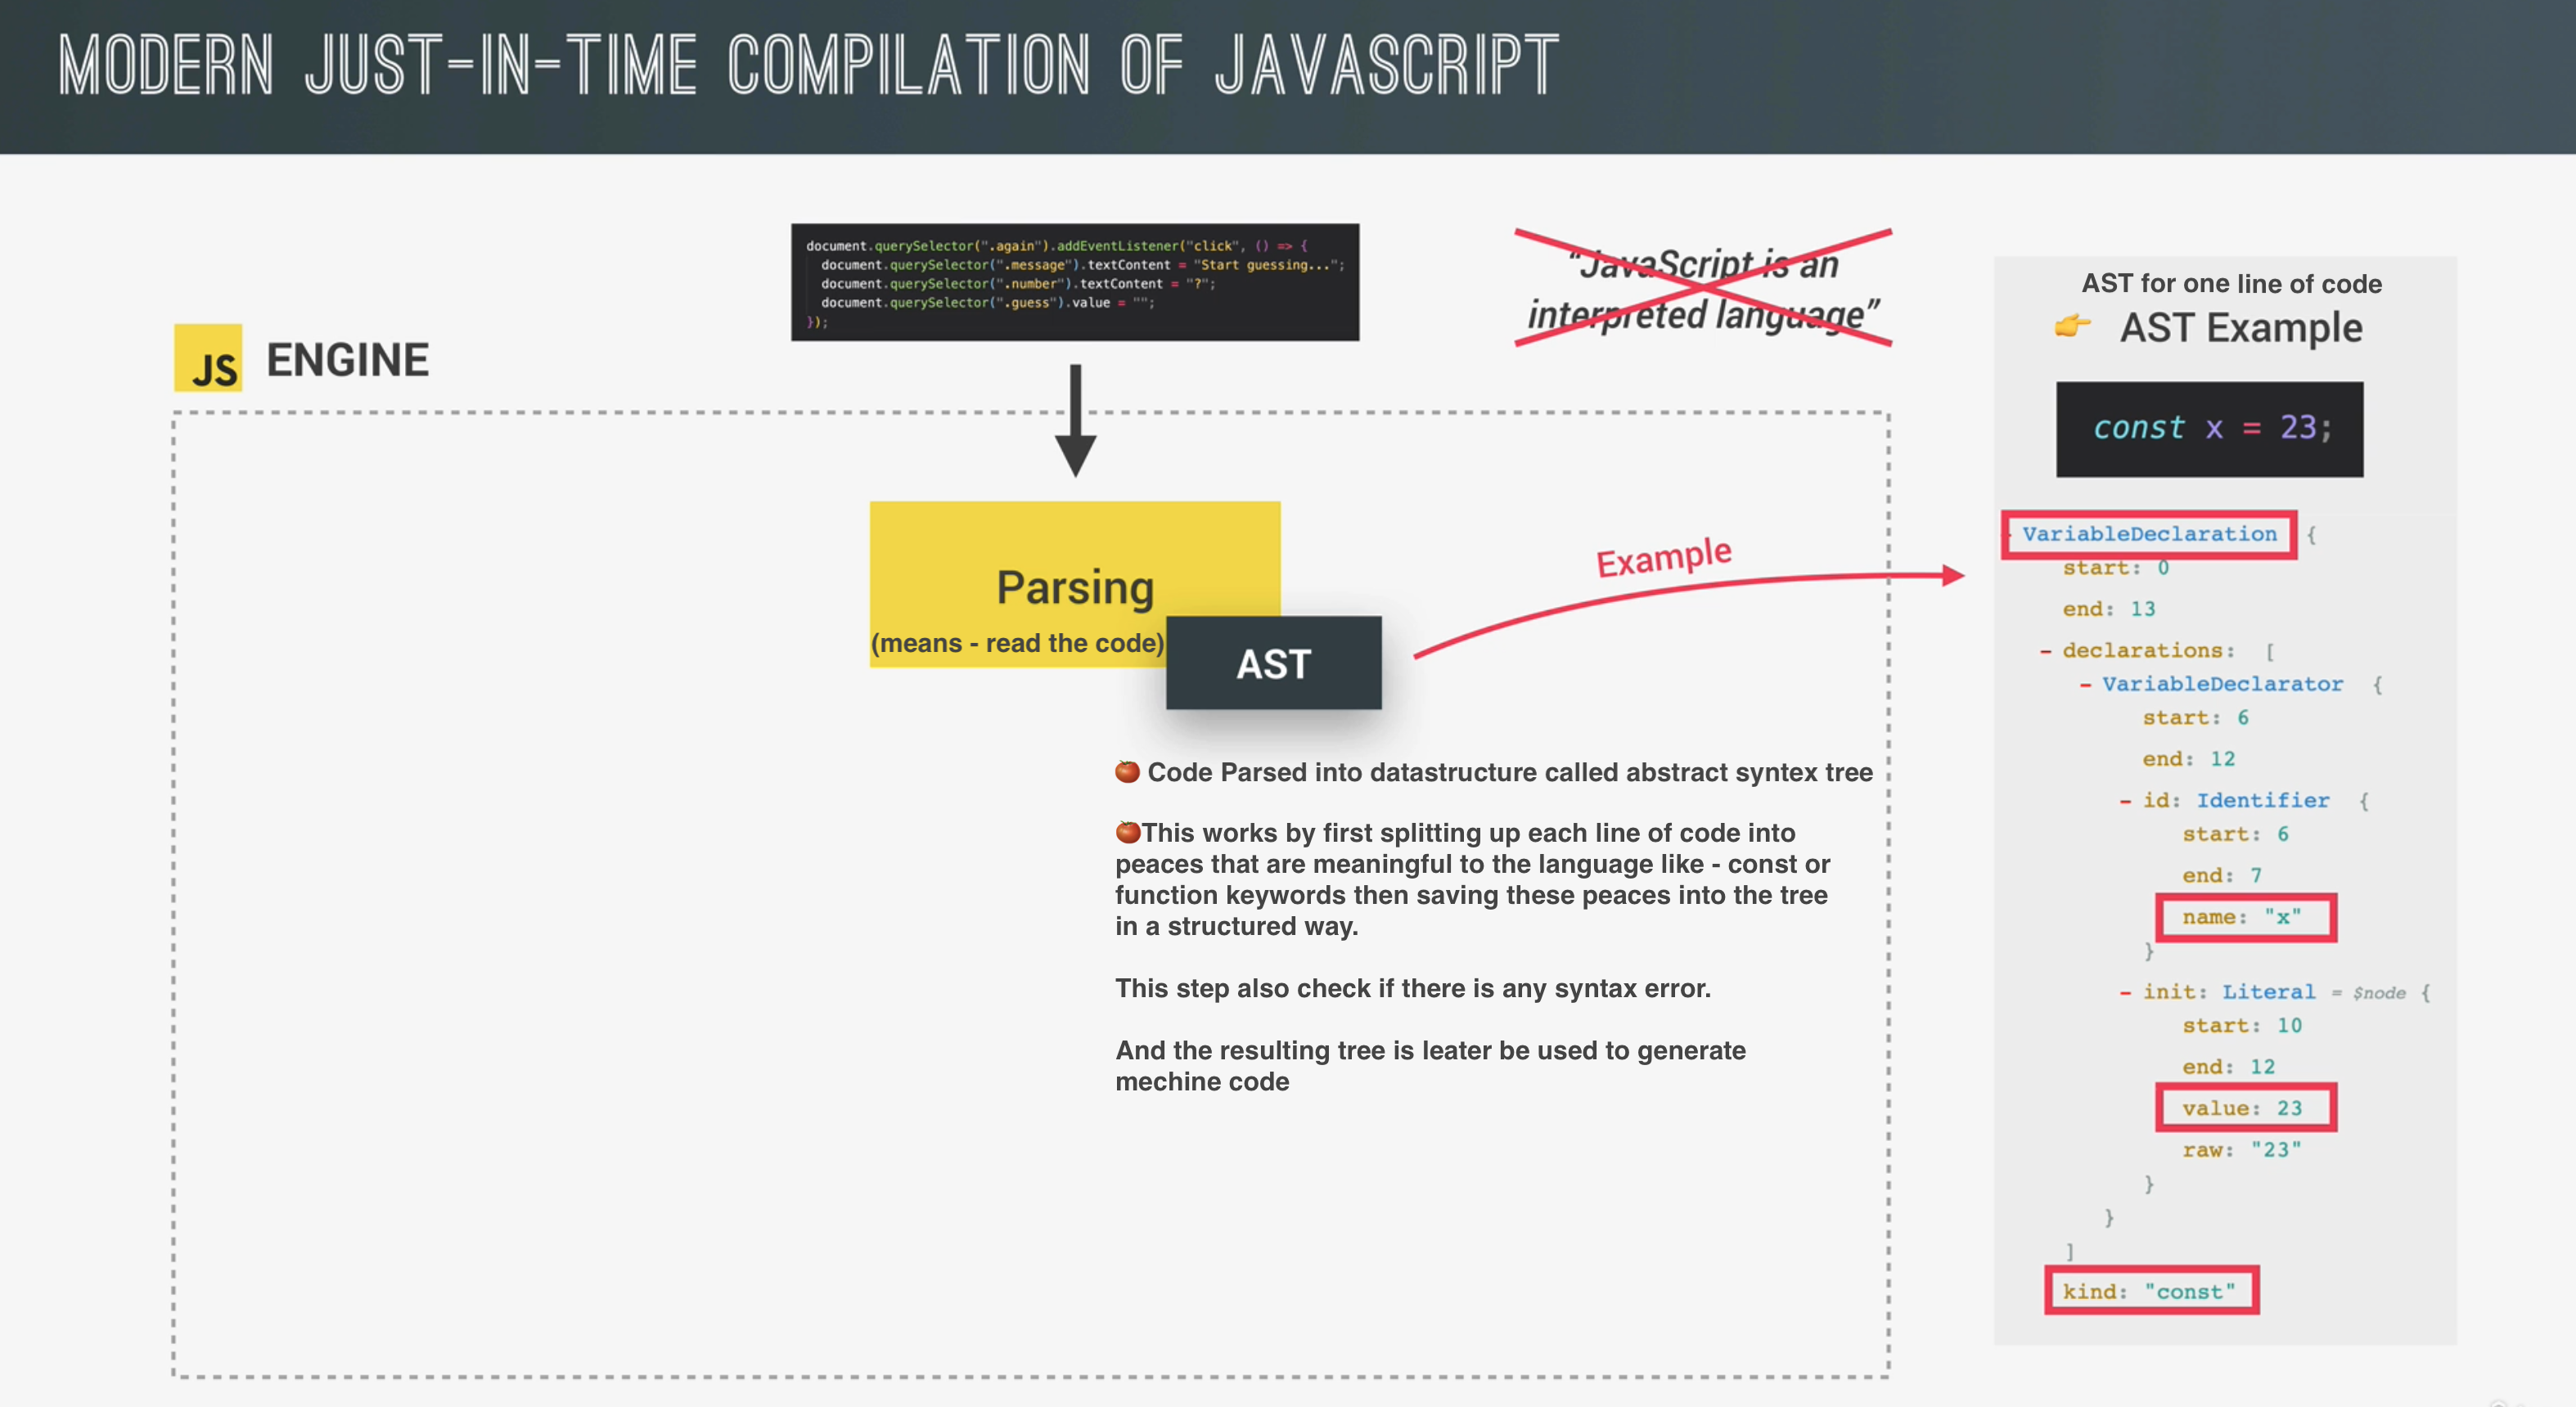 MODERN JUST-IN-TIME COMPILATION OF JAVASCRIPT
document.querySelector(".again").addEventListener("click", () => {
document.querySelector(".message").textContent = "Start guessing...";
document.querySelector(".number").textContent = "?";
document.querySelector(".guess").value = "";
});
“JavaScript is an
interpreted language”
JS ENGINE
Parsing
(means - read the code)
AST
Example
🍅 Code Parsed into datastructure called abstract syntex tree
🍅This works by first splitting up each line of code into
peaces that are meaningful to the language like - const or
function keywords then saving these peaces into the tree
in a structured way.
This step also check if there is any syntax error.
And the resulting tree is leater be used to generate
mechine code
AST for one line of code
👉 AST Example
const x = 23;
- VariableDeclaration {
start: 0
end: 13
- declarations: [
- VariableDeclarator {
start: 6
end: 12
- id: Identifier {
start: 6
end: 7
name: "x"
}
- init: Literal = $node {
start: 10
end: 12
value: 23
raw: "23"
}
}
]
kind: "const"